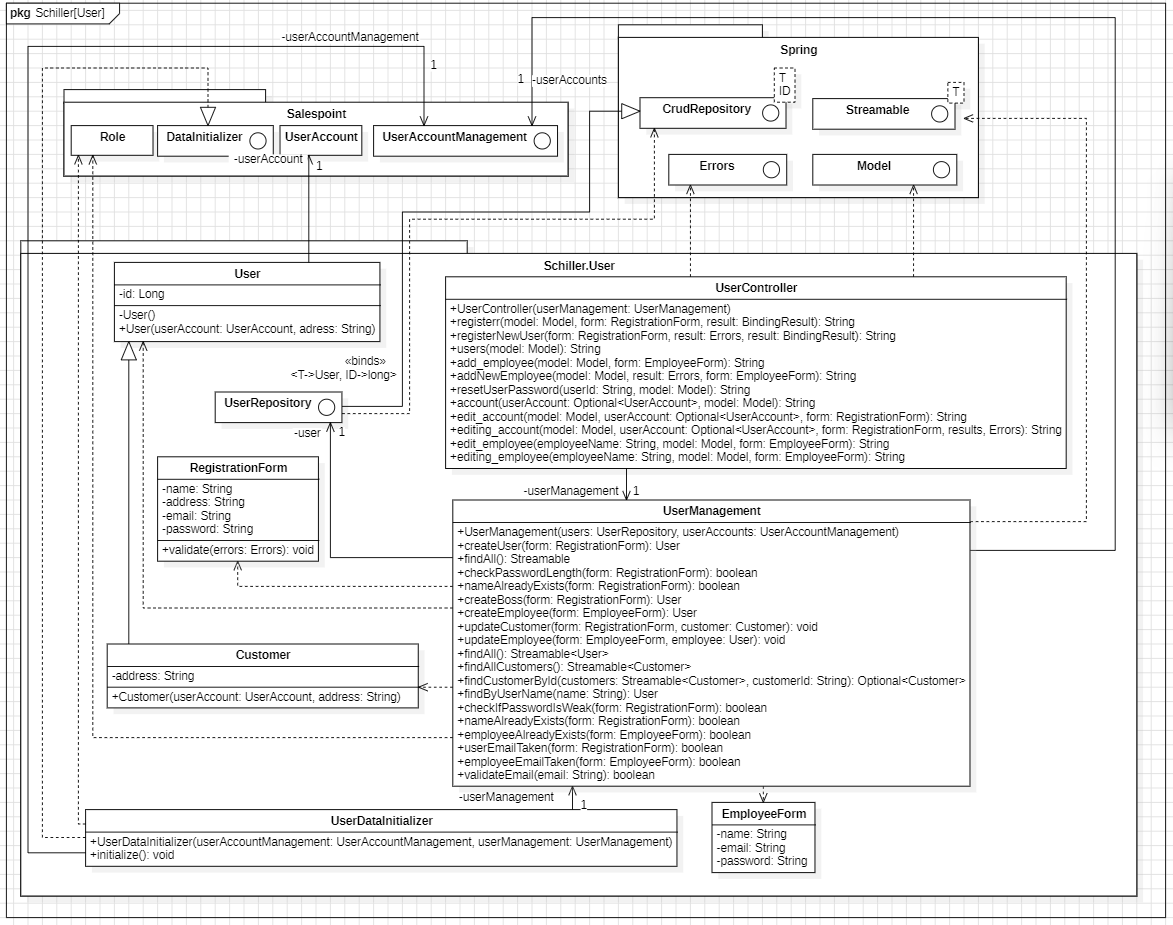 pkg Schiller[User]
-userAccountManagement
1
1
-userAccounts
Spring
T
ID
CrudRepository
T
Streamable
Errors
Model
Salespoint
Role
DataInitializer
UserAccount
UserAccountManagement
-userAccount
1
Schiller.User
User
-id: Long
-User()
+User(userAccount: UserAccount, adress: String)
«binds»
<T->User, ID->long>
UserRepository
-user
1
UserController
+UserController(userManagement: UserManagement)
+registerr(model: Model, form: RegistrationForm, result: BindingResult): String
+registerNewUser(form: RegistrationForm, result: Errors, result: BindingResult): String
+users(model: Model): String
+add_employee(model: Model, form: EmployeeForm): String
+addNewEmployee(model: Model, result: Errors, form: EmployeeForm): String
+resetUserPassword(userId: String, model: Model): String
+account(userAccount: Optional<UserAccount>, model: Model): String
+edit_account(model: Model, userAccount: Optional<UserAccount>, form: RegistrationForm): String
+editing_account(model: Model, userAccount: Optional<UserAccount>, form: RegistrationForm, results, Errors): String
+edit_employee(employeeName: String, model: Model, form: EmployeeForm): String
+editing_employee(employeeName: String, model: Model, form: EmployeeForm): String
-userManagement
1
RegistrationForm
-name: String
-address: String
-email: String
-password: String
+validate(errors: Errors): void
UserManagement
+UserManagement(users: UserRepository, userAccounts: UserAccountManagement)
+createUser(form: RegistrationForm): User
+findAll(): Streamable
+checkPasswordLength(form: RegistrationForm): boolean
+nameAlreadyExists(form: RegistrationForm): boolean
+createBoss(form: RegistrationForm): User
+createEmployee(form: EmployeeForm): User
+updateCustomer(form: RegistrationForm, customer: Customer): void
+updateEmployee(form: EmployeeForm, employee: User): void
+findAll(): Streamable<User>
+findAllCustomers(): Streamable<Customer>
+findCustomerById(customers: Streamable<Customer>, customerId: String): Optional<Customer>
+findByUserName(name: String): User
+checkIfPasswordIsWeak(form: RegistrationForm): boolean
+nameAlreadyExists(form: RegistrationForm): boolean
+employeeAlreadyExists(form: EmployeeForm): boolean
+userEmailTaken(form: RegistrationForm): boolean
+employeeEmailTaken(form: EmployeeForm): boolean
+validateEmail(email: String): boolean
Customer
-address: String
+Customer(userAccount: UserAccount, address: String)
-userManagement
1
UserDataInitializer
+UserDataInitializer(userAccountManagement: UserAccountManagement, userManagement: UserManagement)
+initialize(): void
EmployeeForm
-name: String
-email: String
-password: String